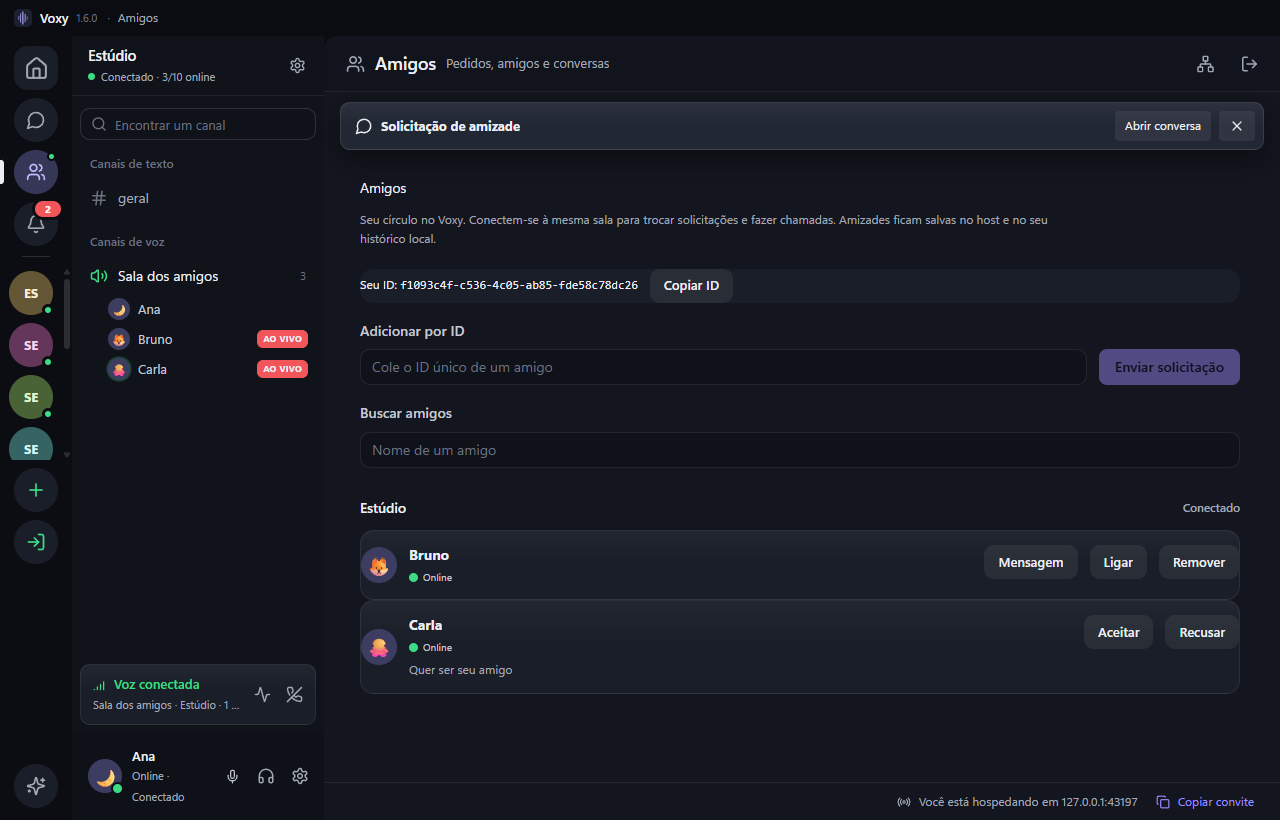 Voxy 1.6.0 · Amigos
Estúdio
Conectado · 3/10 online
Encontrar um canal
Canais de texto
# geral
Canais de voz
Sala dos amigos 3
Ana
Bruno AO VIVO
Carla AO VIVO
2
ES
SE
SE
SE
Voz conectada
Sala dos amigos · Estúdio · 1 ...
Ana
Online ·
Conectado
Amigos Pedidos, amigos e conversas
Solicitação de amizade Abrir conversa
Amigos
Seu círculo no Voxy. Conectem-se à mesma sala para trocar solicitações e fazer chamadas. Amizades ficam salvas no host e no seu
histórico local.
Seu ID: f1093c4f-c536-4c05-ab85-fde58c78dc26 Copiar ID
Adicionar por ID
Cole o ID único de um amigo Enviar solicitação
Buscar amigos
Nome de um amigo
Estúdio Conectado
Bruno
Online
Mensagem Ligar Remover
Carla
Online
Quer ser seu amigo
Aceitar Recusar
Você está hospedando em 127.0.0.1:43197 Copiar convite